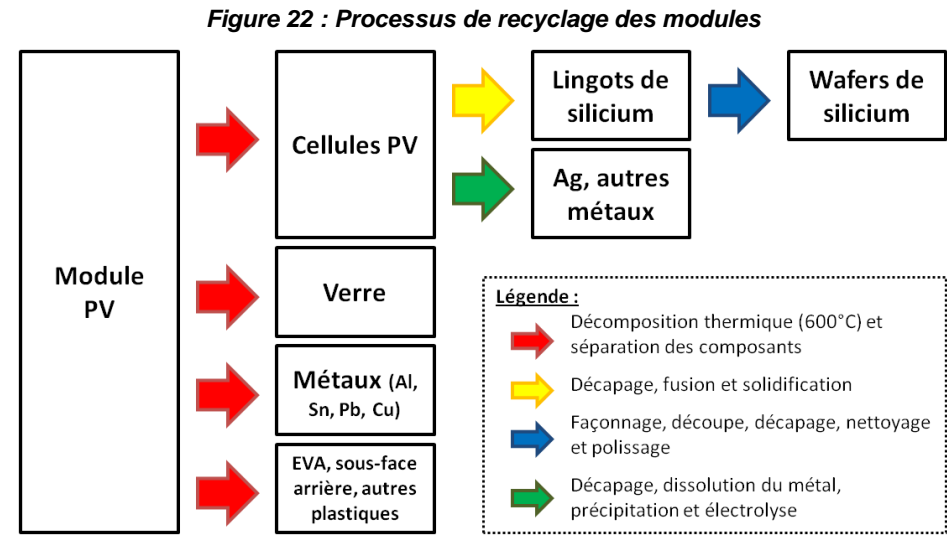 Figure 22 : Processus de recyclage des modules
Module
PV
Cellules PV
Lingots de
silicium
Wafers de
silicium
Ag, autres
métaux
Verre
Métaux (Al,
Sn, Pb, Cu)
EVA, sous-face
arrière, autres
plastiques
Légende :
Décomposition thermique (600°C) et
séparation des composants
Décapage, fusion et solidification
Façonnage, découpe, décapage, nettoyage
et polissage
Décapage, dissolution du métal,
précipitation et électrolyse